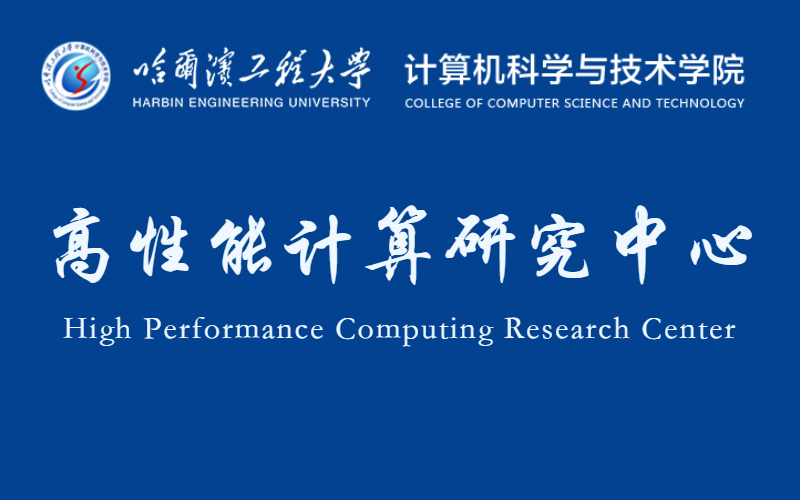 哈爾濱工程大學 计算机科学与技术学院
HARBIN ENGINEERING UNIVERSITY COLLEGE OF COMPUTER SCIENCE AND TECHNOLOGY
高性能计算研究中心
High Performance Computing Research Center